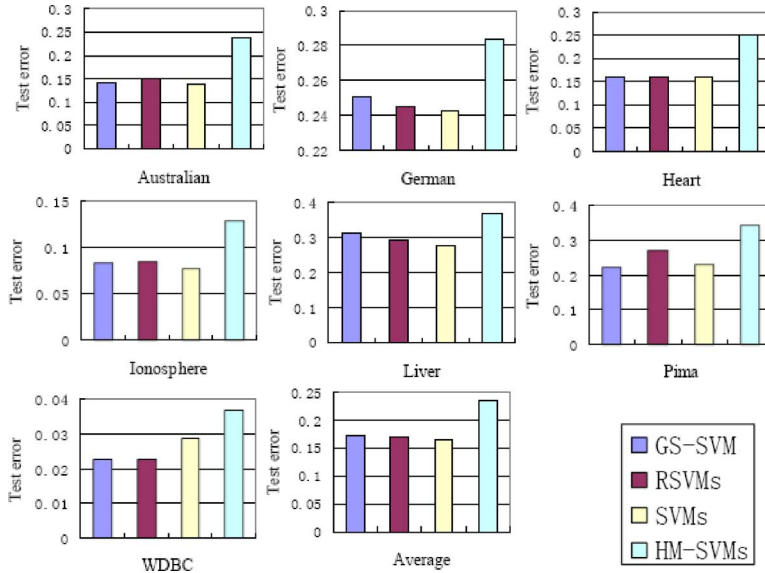 Test error
0.3
0.25
0.2
0.15
0.1
0.05
0
Australian
Test error
0.3
0.28
0.26
0.24
0.22
German
Test error
0.3
0.25
0.2
0.15
0.1
0.05
0
Heart
Test error
0.15
0.1
0.05
0
Ionosphere
Test error
0.4
0.3
0.2
0.1
0
Liver
Test error
0.4
0.3
0.2
0.1
0
Pima
Test error
0.04
0.03
0.02
0.01
0
WDBC
Test error
0.25
0.2
0.15
0.1
0.05
0
Average
GS-SVM
RSVMs
SVMs
HM-SVMs